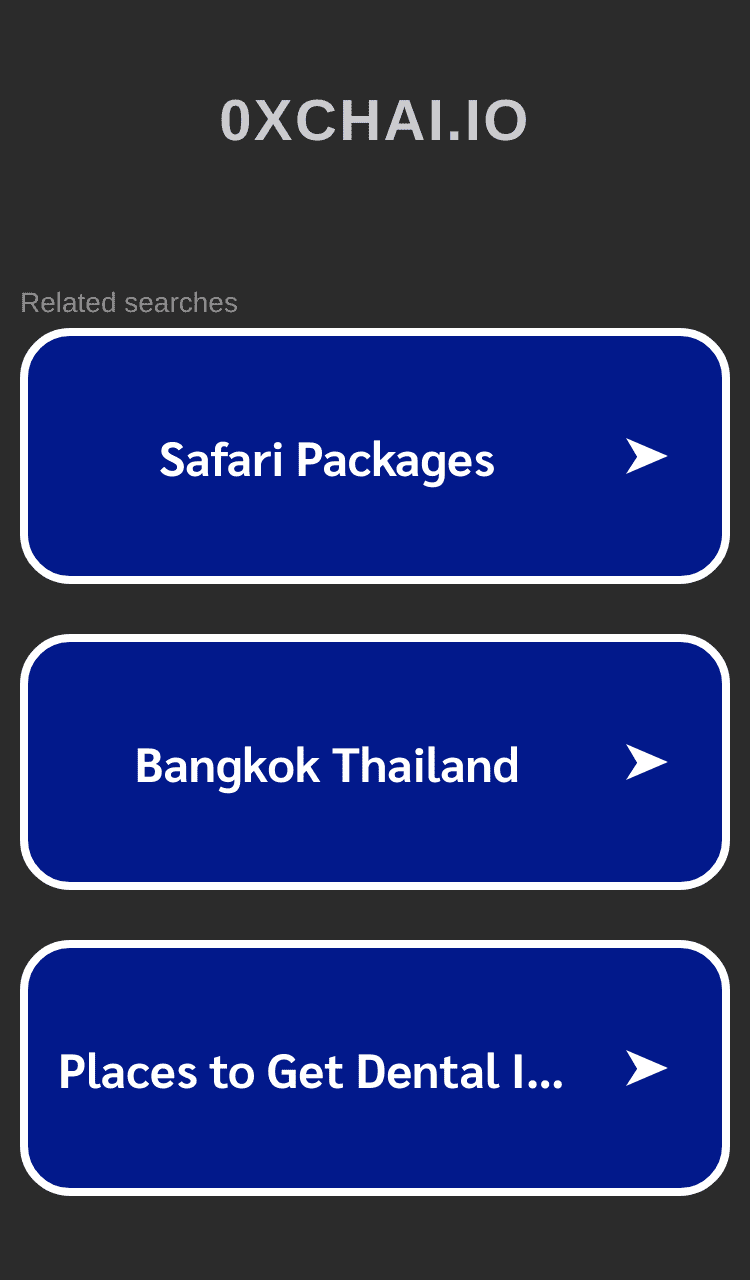 0XCHAI.IO
Related searches
Safari Packages
Bangkok Thailand
Places to Get Dental I...